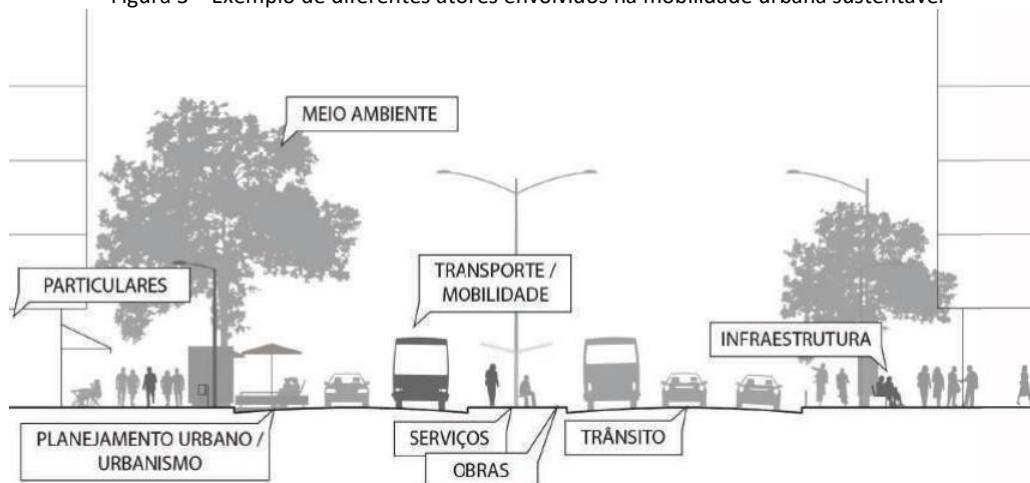 Figura 3 – Exemplo de diferentes atores envolvidos na mobilidade urbana sustentável
MEIO AMBIENTE
PARTICULARES
TRANSPORTE /
MOBILIDADE
INFRAESTRUTURA
PLANEJAMENTO URBANO /
URBANISMO
SERVIÇOS
OBRAS
TRÂNSITO